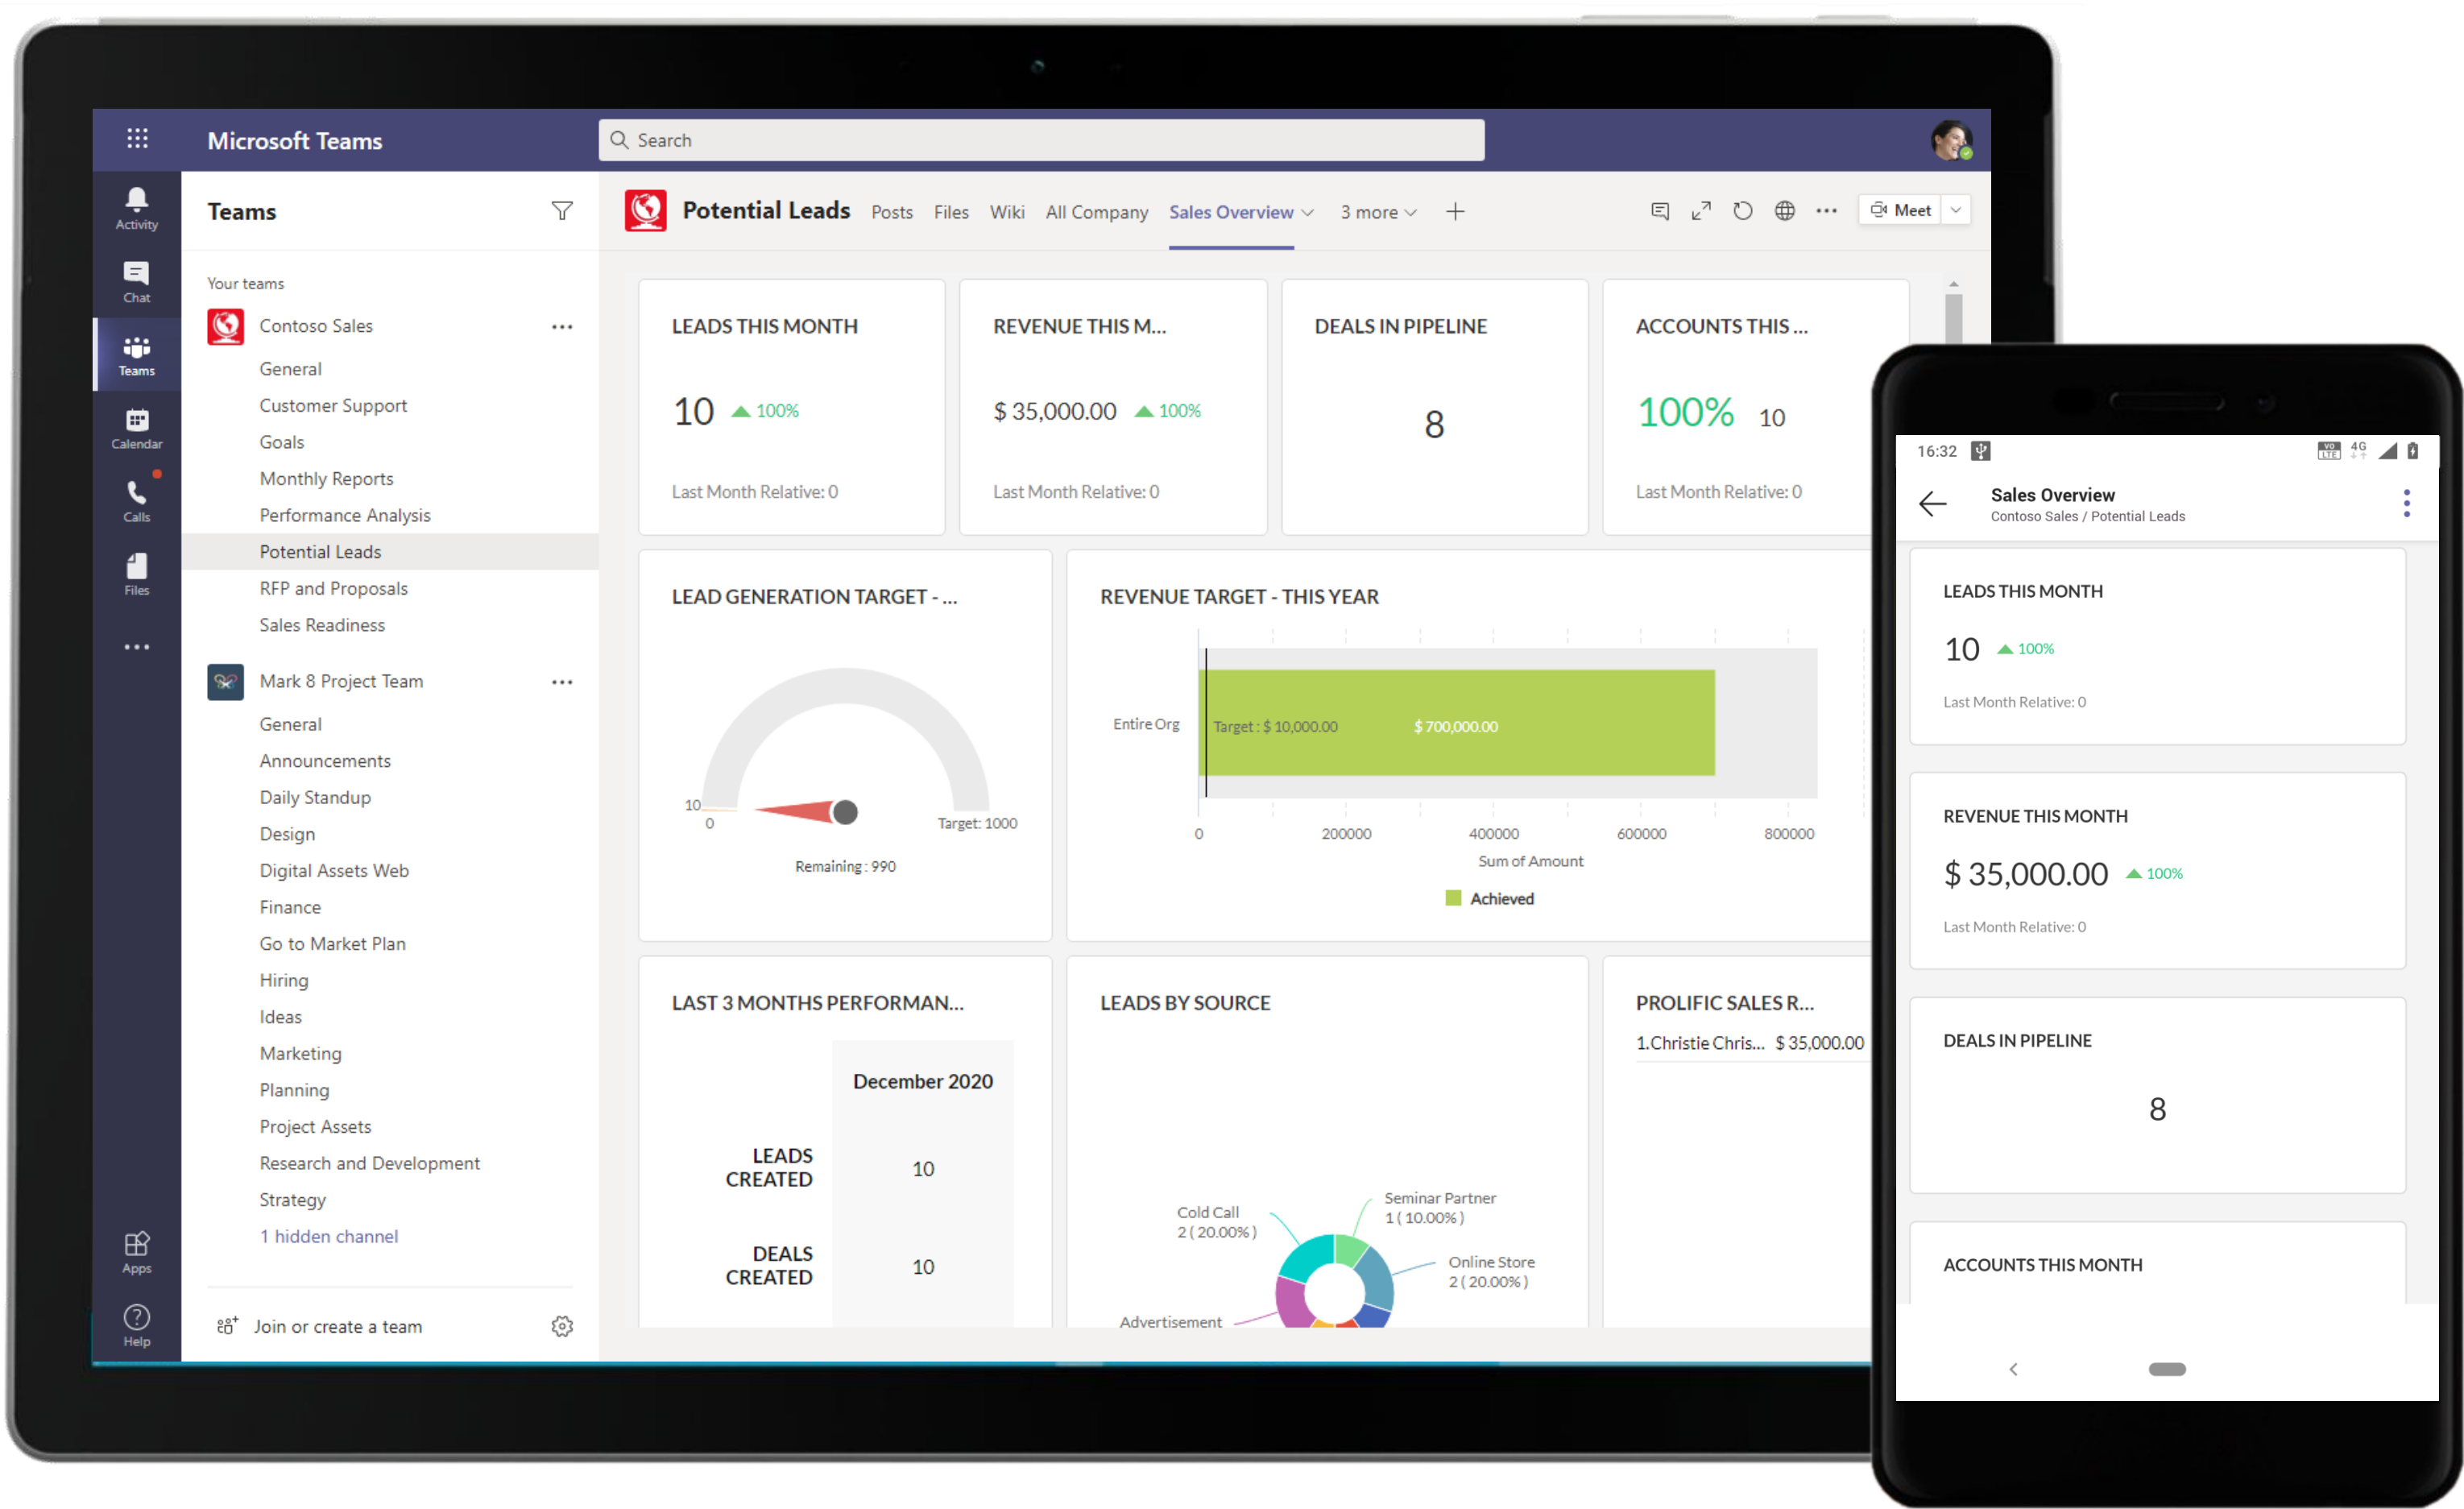 Microsoft Teams
Search
Activity
Chat
Teams
Calendar
Calls
Files
Apps
Help
Teams
Your teams
Contoso Sales
General
Customer Support
Goals
Monthly Reports
Performance Analysis
Potential Leads
RFP and Proposals
Sales Readiness
Mark 8 Project Team
General
Announcements
Daily Standup
Design
Digital Assets Web
Finance
Go to Market Plan
Hiring
Ideas
Marketing
Planning
Project Assets
Research and Development
Strategy
1 hidden channel
Join or create a team
Potential Leads Posts Files Wiki All Company Sales Overview 3 more
Meet
LEADS THIS MONTH
10 100%
Last Month Relative: 0
REVENUE THIS M...
$ 35,000.00 100%
Last Month Relative: 0
DEALS IN PIPELINE
8
ACCOUNTS THIS ...
100% 10
Last Month Relative: 0
LEAD GENERATION TARGET - ...
10
0
Target: 1000
Remaining : 990
REVENUE TARGET - THIS YEAR
Entire Org
Target : $ 10,000.00 $ 700,000.00
0 200000 400000 600000 800000
Sum of Amount
Achieved
LAST 3 MONTHS PERFORMAN...
December 2020
LEADS
CREATED
10
DEALS
CREATED
10
LEADS BY SOURCE
Cold Call
2 ( 20.00% )
Seminar Partner
1 ( 10.00% )
Online Store
2 ( 20.00% )
Advertisement
PROLIFIC SALES R...
1.Christie Chris... $ 35,000.00
16:32
VO
LTE
4G
Sales Overview
Contoso Sales / Potential Leads
LEADS THIS MONTH
10 100%
Last Month Relative: 0
REVENUE THIS MONTH
$ 35,000.00 100%
Last Month Relative: 0
DEALS IN PIPELINE
8
ACCOUNTS THIS MONTH